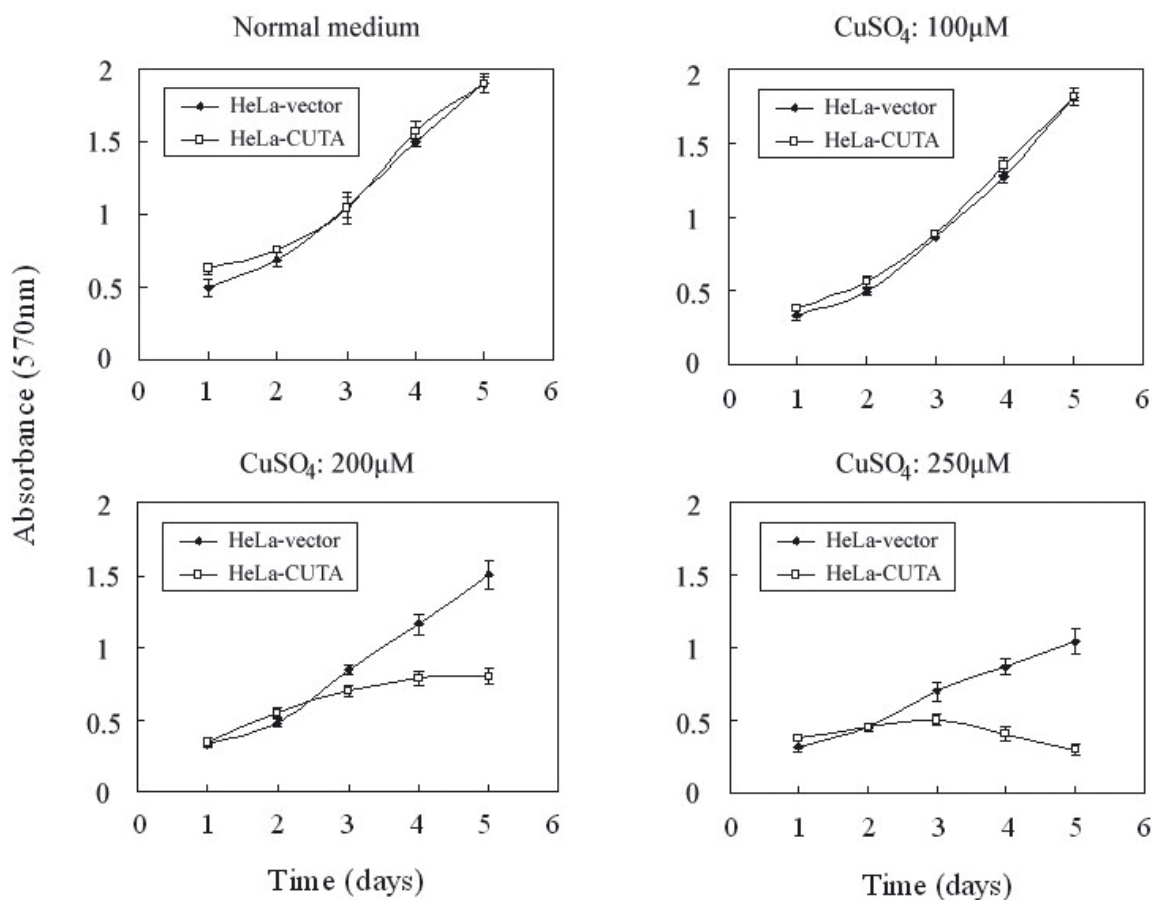 Normal medium
2
1.5
1
0.5
0
HeLa-vector
HeLa-CUTA
0 1 2 3 4 5 6
CuSO₄: 100μM
2
1.5
1
0.5
0
HeLa-vector
HeLa-CUTA
0 1 2 3 4 5 6
Absorbance (570nm)
CuSO₄: 200μM
2
1.5
1
0.5
0
HeLa-vector
HeLa-CUTA
0 1 2 3 4 5 6
Time (days)
CuSO₄: 250μM
2
1.5
1
0.5
0
HeLa-vector
HeLa-CUTA
0 1 2 3 4 5 6
Time (days)